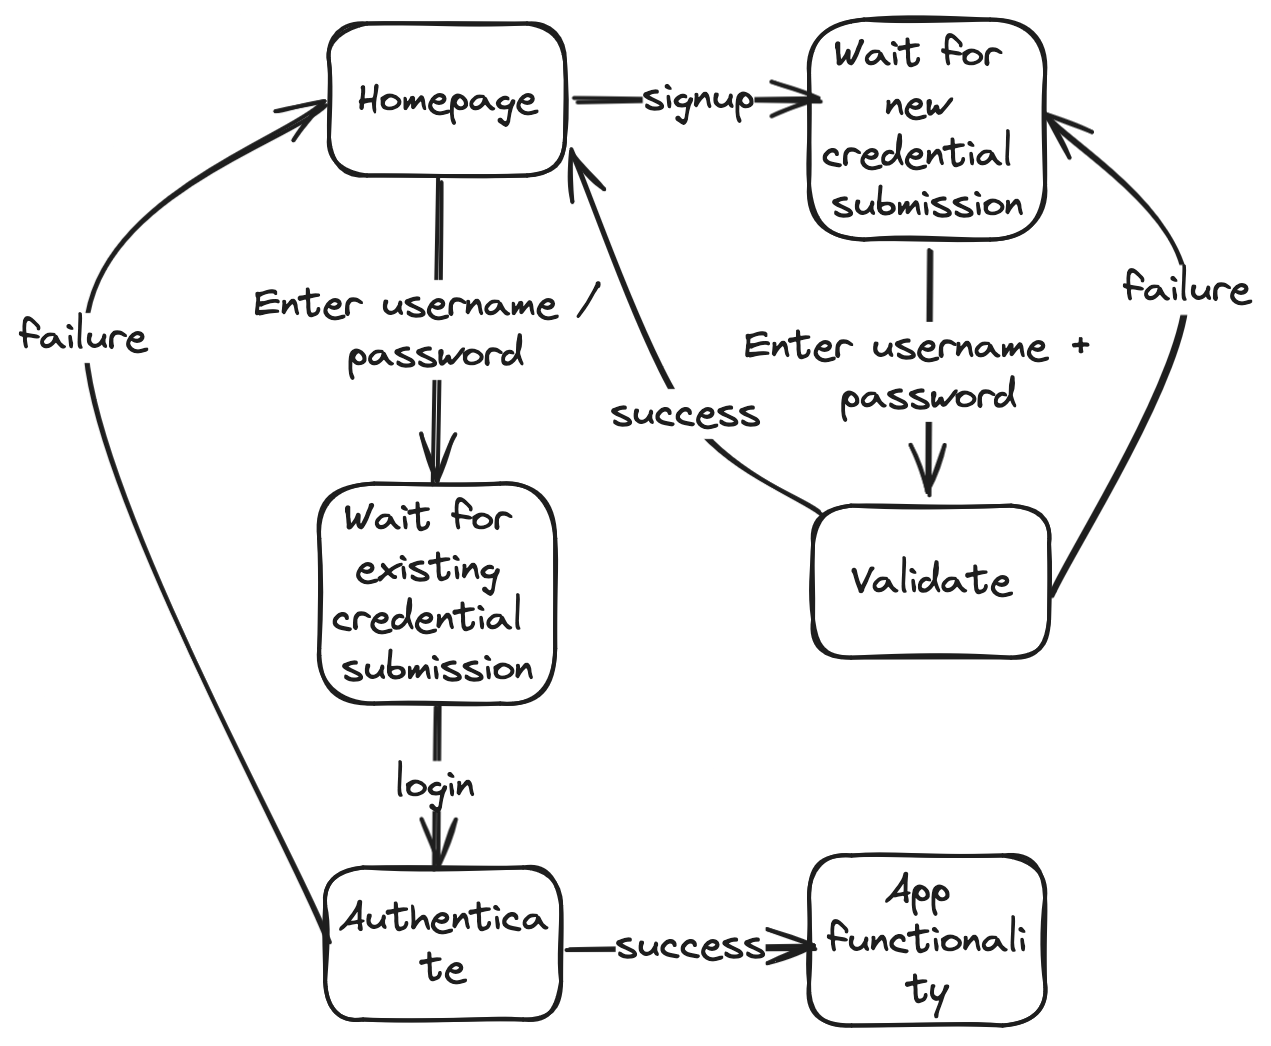 Homepage
signup
Wait for
new
credential
submission
failure
Enter username /
password
failure
Enter username +
password
success
Wait for
existing
credential
submission
Validate
login
Authentica
te
success
App
functionali
ty